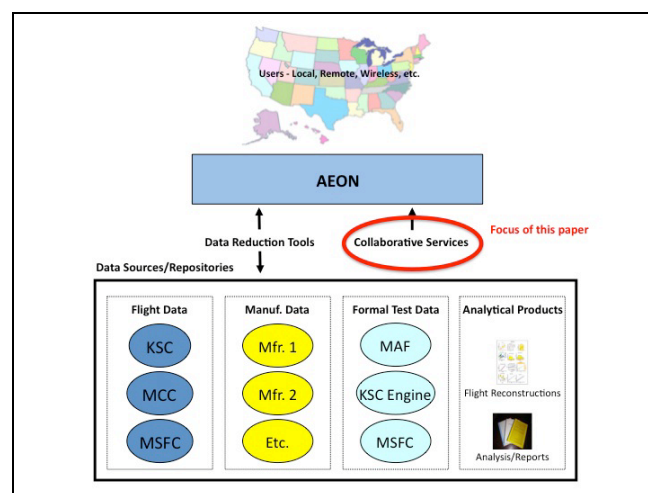 Users - Local, Remote, Wireless, etc.
AEON
Focus of this paper
Data Reduction Tools
Collaborative Services
Data Sources/Repositories
Flight Data
Manuf. Data
Formal Test Data
Analytical Products
KSC
Mfr. 1
MAF
MCC
Mfr. 2
KSC Engine
Flight Reconstructions
MSFC
Etc.
MSFC
Analysis/Reports